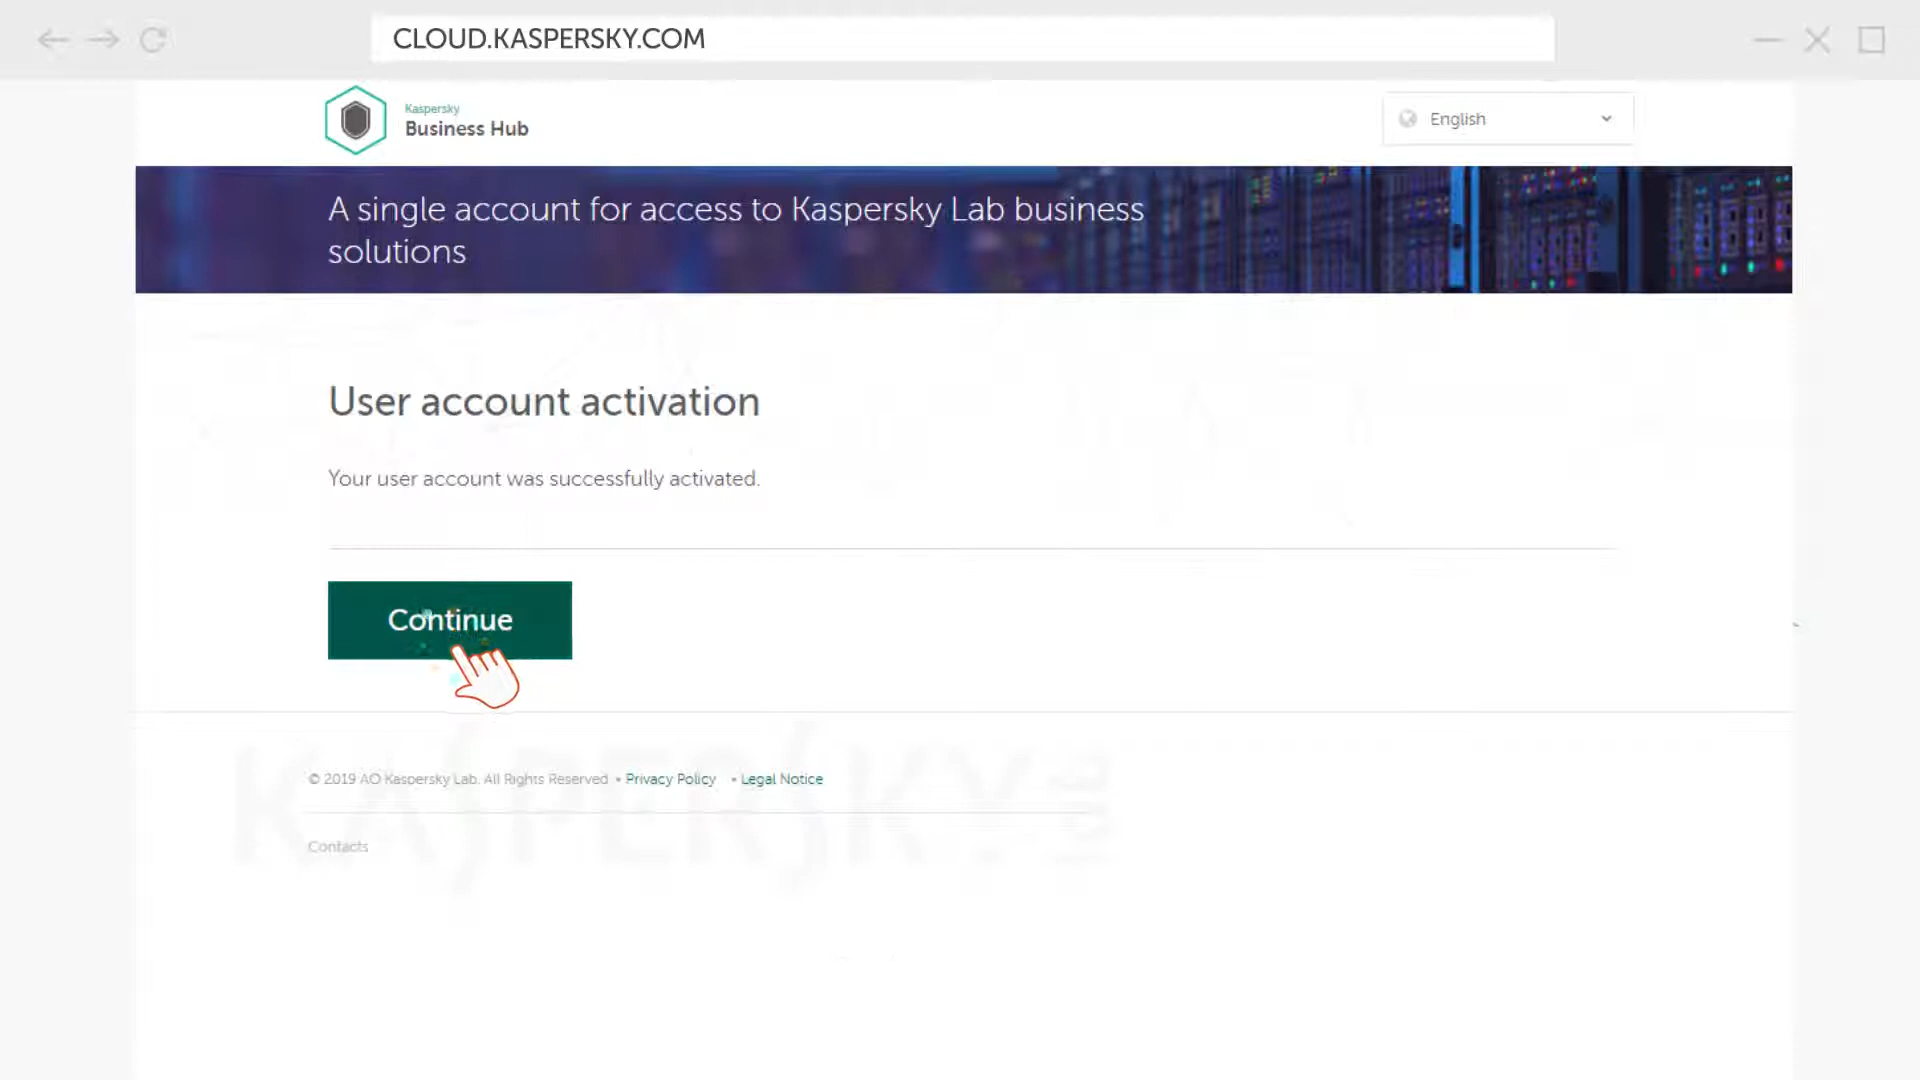 CLOUD.KASPERSKY.COM
Kaspersky
Business Hub
English
A single account for access to Kaspersky Lab business
solutions
User account activation
Your user account was successfully activated.
Continue
KASPERSKY LAB
© 2019 AO Kaspersky Lab. All Rights Reserved • Privacy Policy • Legal Notice
Contacts